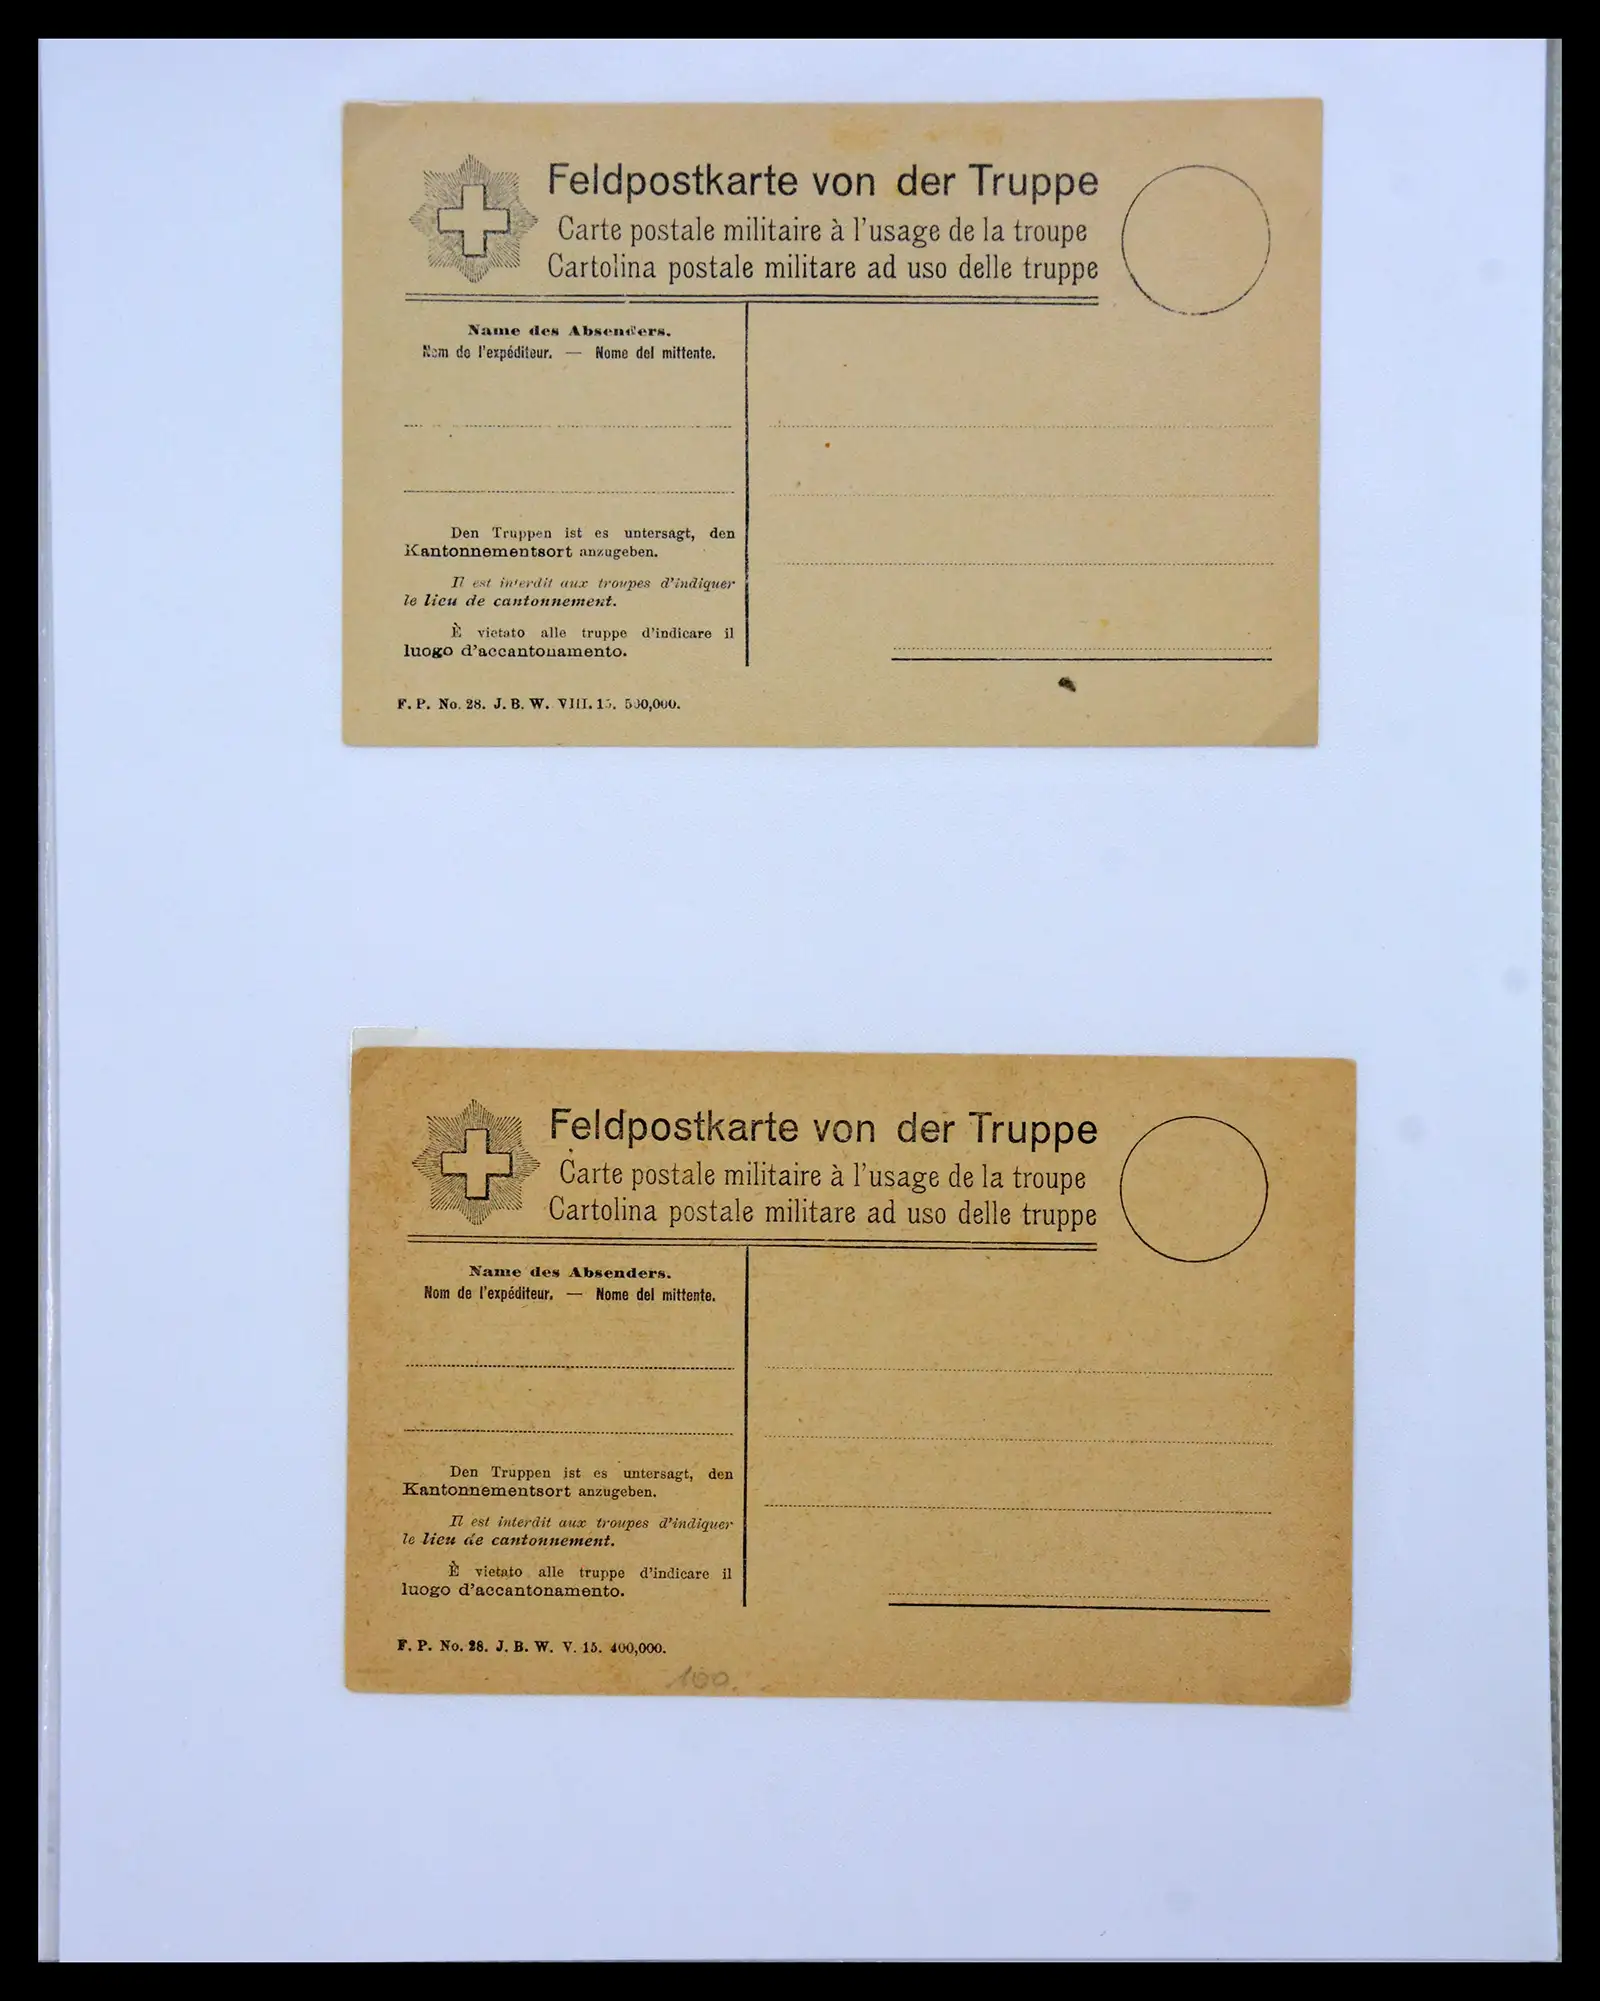 Feldpostkarte von der Truppe
Carte postale militaire à l'usage de la troupe
Cartolina postale militare ad uso delle truppe
Name des Absenders.
Nom de l'expéditeur. — Nome del mittente.
Den Truppen ist es untersagt, den
Kantonnementsort anzugeben.
Il est interdit aux troupes d'indiquer
le lieu de cantonnement.
È vietato alle truppe d'indicare il
luogo d'accantonamento.
F. P. No. 28. J. B. W. VIII. 15. 500,000.
Feldpostkarte von der Truppe
Carte postale militaire à l'usage de la troupe
Cartolina postale militare ad uso delle truppe
Name des Absenders.
Nom de l'expéditeur. — Nome del mittente.
Den Truppen ist es untersagt, den
Kantonnementsort anzugeben.
Il est interdit aux troupes d'indiquer
le lieu de cantonnement.
È vietato alle truppe d'indicare il
luogo d'accantonamento.
F. P. No. 28. J. B. W. V. 15. 400,000.
100.